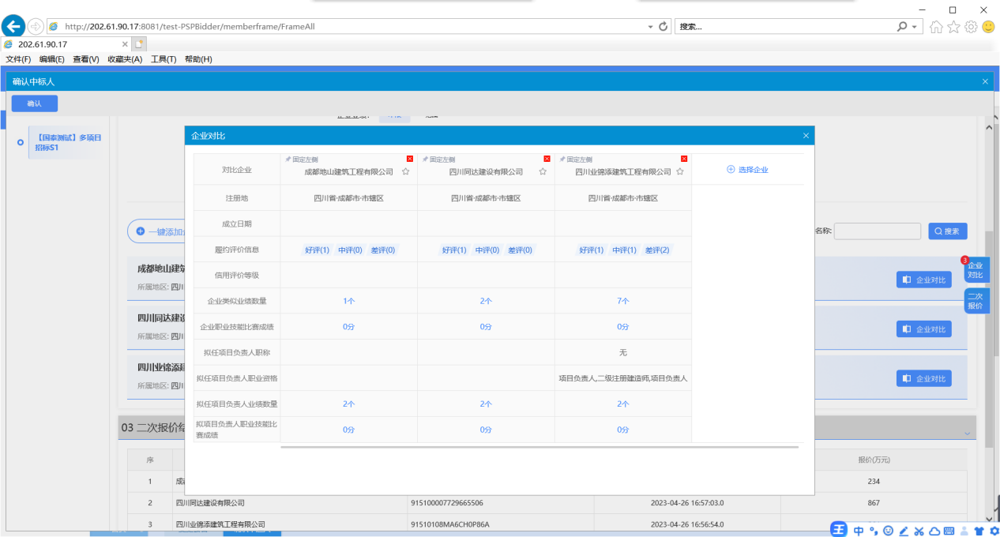 http://202.61.90.17:8081/test-PSPBidder/memberframe/FrameAll
搜索...
202.61.90.17
文件(F) 编辑(E) 查看(V) 收藏夹(A) 工具(T) 帮助(H)
确认中标人
确认
【国泰测试】多项目
招标S1
企业对比
对比企业
固定左侧
成都地山建筑工程有限公司
固定左侧
四川同达建设有限公司
固定左侧
四川业锦添建筑工程有限公司
选择企业
注册地 四川省·成都市·市辖区 四川省·成都市·市辖区 四川省·成都市·市辖区
成立日期
履约评价信息 好评(1) 中评(0) 差评(0) 好评(1) 中评(0) 差评(0) 好评(1) 中评(1) 差评(2)
信用评价等级
企业类似业绩数量 1个 2个 7个
企业职业技能比赛成绩 0分 0分 0分
拟任项目负责人职称 无
拟任项目负责人职业资格 项目负责人,二级注册建造师,项目负责人
拟任项目负责人业绩数量 2个 2个 2个
拟项目负责人职业技能比
赛成绩 0分 0分 0分
一键添加
名称: 搜索
成都地山建筑
所属地区: 四川
企业对比
四川同达建设
所属地区: 四川
企业对比
四川业锦添建
所属地区: 四川
企业对比
3
企业
对比
二次
报价
03 二次报价结
序 报价(万元)
1 成都 234
2 四川同达建设有限公司 915100007729665506 2023-04-26 16:57:03.0 867
3 四川业锦添建筑工程有限公司 91510108MA6CH0P86A 2023-04-26 16:56:54.0
王 中